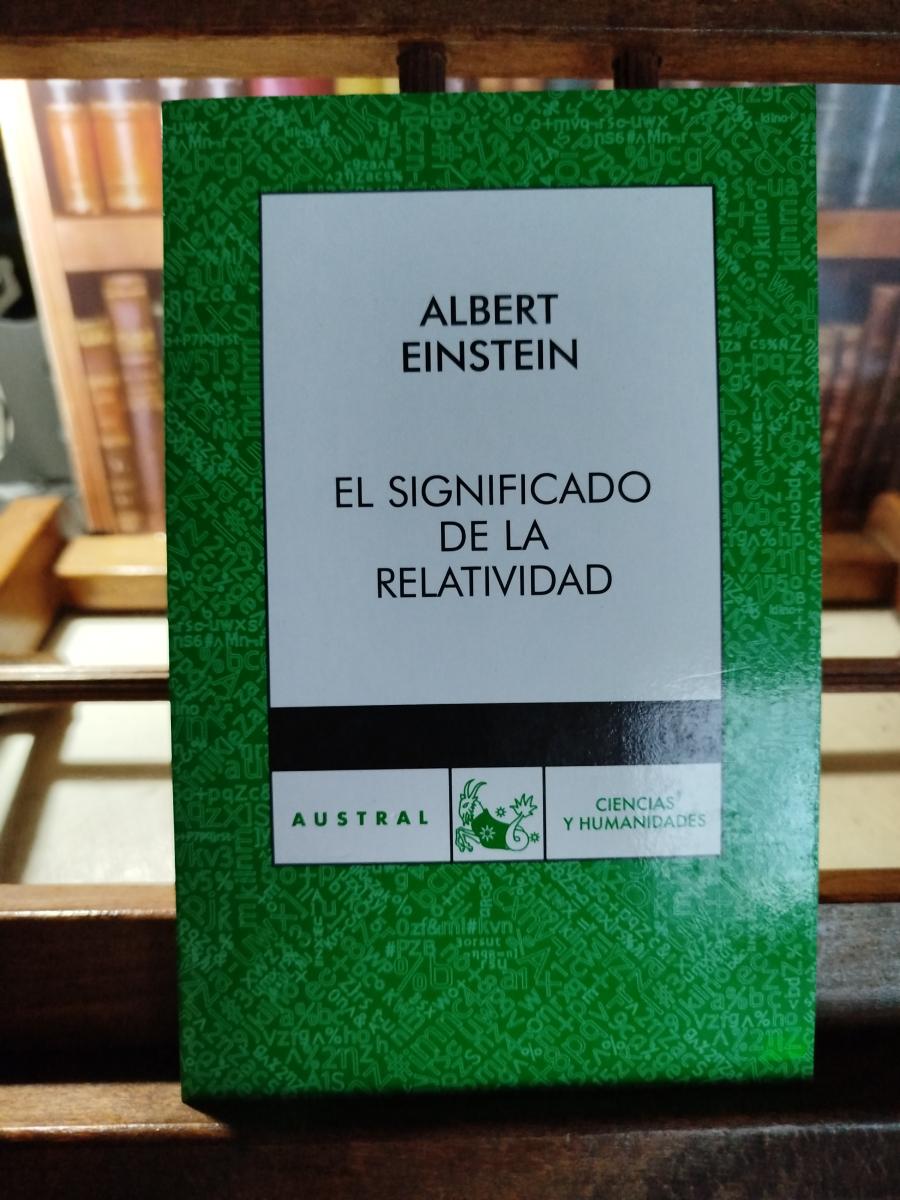 ALBERT
EINSTEIN
EL SIGNIFICADO
DE LA
RELATIVIDAD
AUSTRAL
CIENCIAS
Y HUMANIDADES